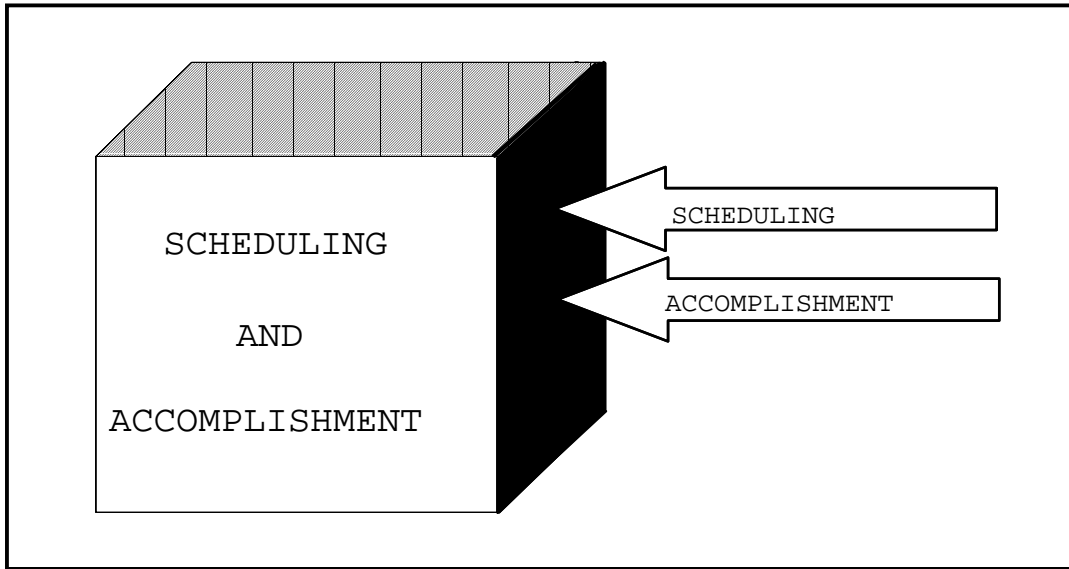 SCHEDULING
AND
ACCOMPLISHMENT
SCHEDULING
ACCOMPLISHMENT